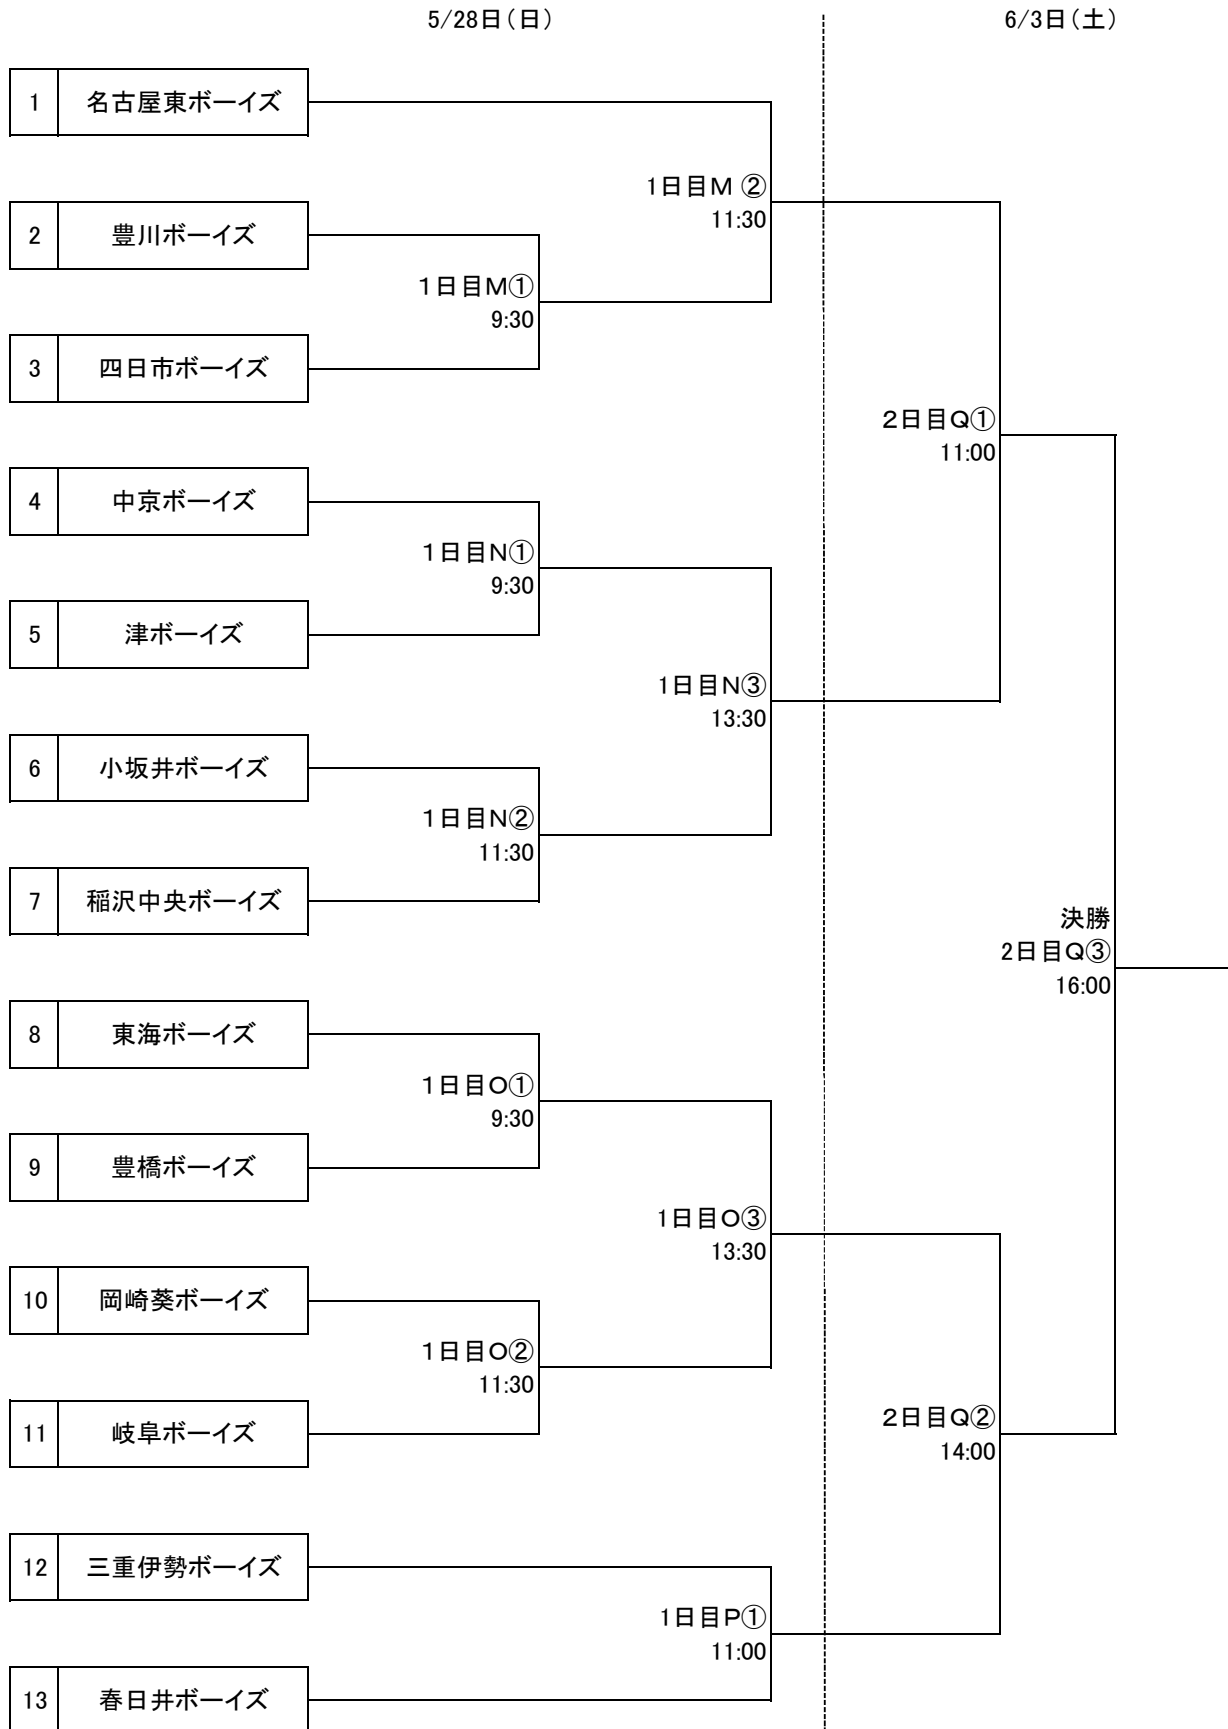 5/28日(日)
6/3日(土)
1 名古屋東ボーイズ
1日目M ②
11:30
2 豊川ボーイズ
1日目M①
9:30
3 四日市ボーイズ
2日目Q①
11:00
4 中京ボーイズ
1日目N①
9:30
5 津ボーイズ
1日目N③
13:30
6 小坂井ボーイズ
1日目N②
11:30
7 稲沢中央ボーイズ
決勝
2日目Q③
16:00
8 東海ボーイズ
1日目O①
9:30
9 豊橋ボーイズ
1日目O③
13:30
10 岡崎葵ボーイズ
1日目O②
11:30
11 岐阜ボーイズ
2日目Q②
14:00
12 三重伊勢ボーイズ
1日目P①
11:00
13 春日井ボーイズ